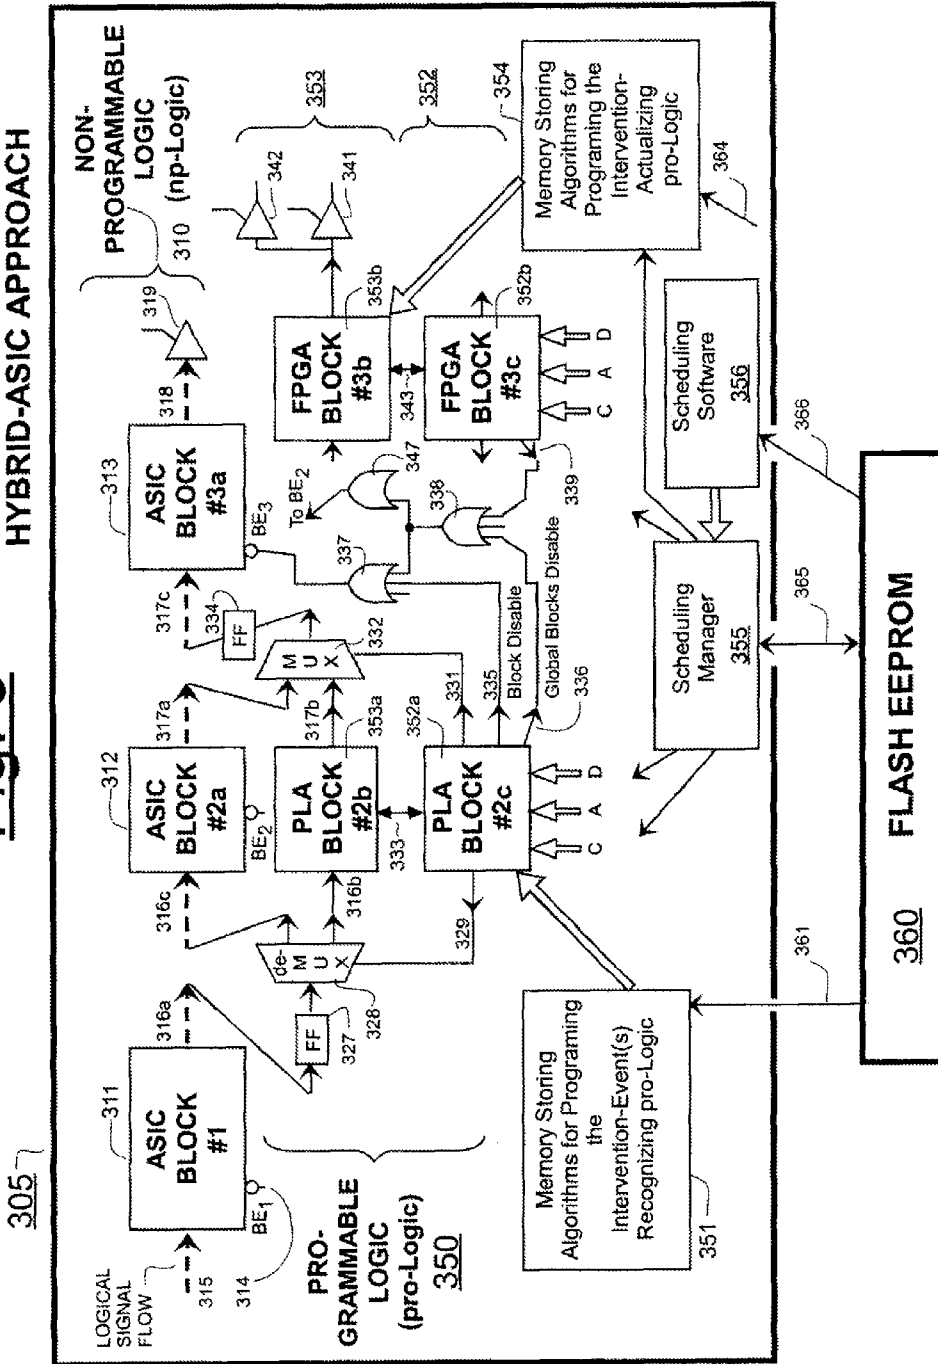 HYBRID-ASIC APPROACH
305
LOGICAL
SIGNAL
FLOW
315
314
BE1
311
ASIC
BLOCK
#1
316a
316c
312
ASIC
BLOCK
#2a
BE2
317a
317c
313
ASIC
BLOCK
#3a
BE3
318
319
NON-
PROGRAMMABLE
LOGIC
(np-Logic)
310
PRO-
GRAMMABLE
LOGIC
(pro-Logic)
350
FF
327
de-
M
U
X
328
316b
329
PLA
BLOCK
#2b
353a
317b
333
PLA
BLOCK
#2c
352a
C
A
D
M
U
X
332
FF
334
331
335
Block Disable
Global Blocks Disable
336
337
338
339
To BE2
347
FPGA
BLOCK
#3b
353b
343
FPGA
BLOCK
#3c
352b
C
A
D
342
341
353
352
Memory Storing
Algorithms for Programing
the
Intervention-Event(s)
Recognizing pro-Logic
351
Scheduling
Manager
355
Scheduling
Software
356
Memory Storing
Algorithms for
Programing the
Intervention-
Actualizing
pro-Logic
354
364
361
365
366
360
FLASH EEPROM